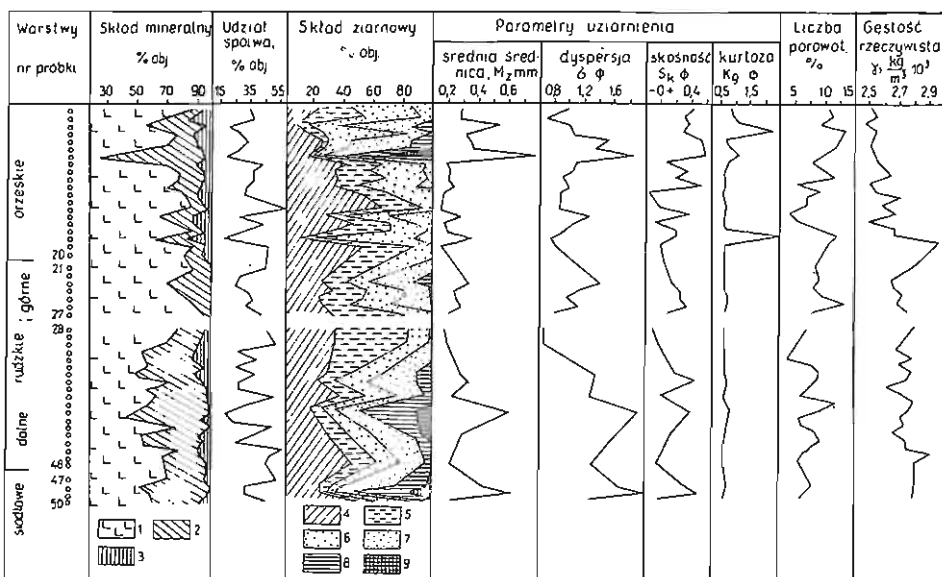 Warstwy
nr próbki
Skład mineralny
% obj
30 50 70 90
Udział
spoiwa,
% obj
15 35 55
Skład ziarnowy
% obj.
20 40 60 80
Parametry uziarnienia
średnia śred-
nica, Mz mm
0,2 0,4 0,6
dyspersja
б φ
0,8 1,2 1,6
skośność
Sk φ
-0,0+ 0,4
kurtoza
Kg φ
0,5 1,5
Liczba
porowat.
%
5 10 15
Gęstość
rzeczywista
γ, kg/m³ 10³
2,5 2,7 2,9
orzeskie
20
21
górne
27
28
rudzkie
dolne
48
47
50
siodłowe
1
2
3
4
5
6
7
8
9